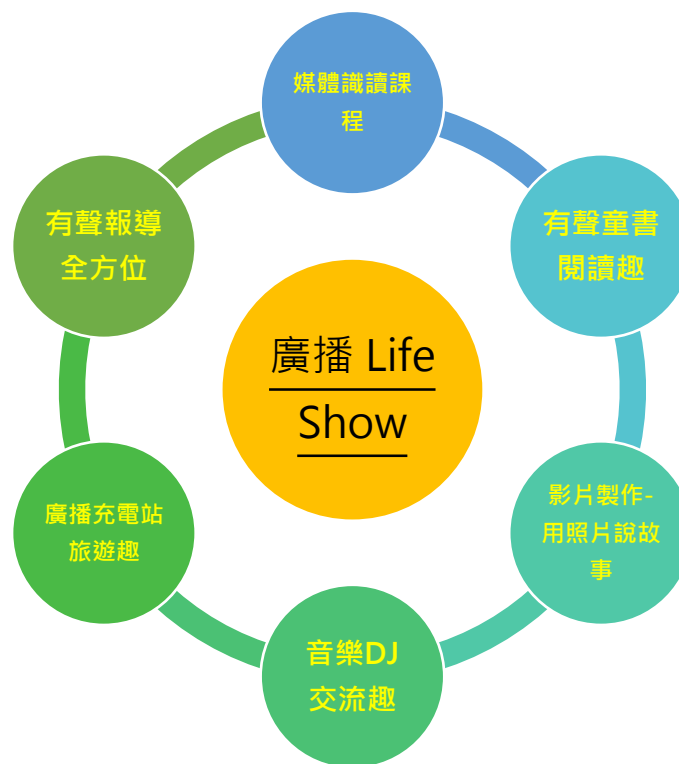 媒體識讀課
程
有聲童書
閱讀趣
影片製作-
用照片說故
事
音樂DJ
交流趣
廣播充電站
旅遊趣
有聲報導
全方位
廣播 Life
Show